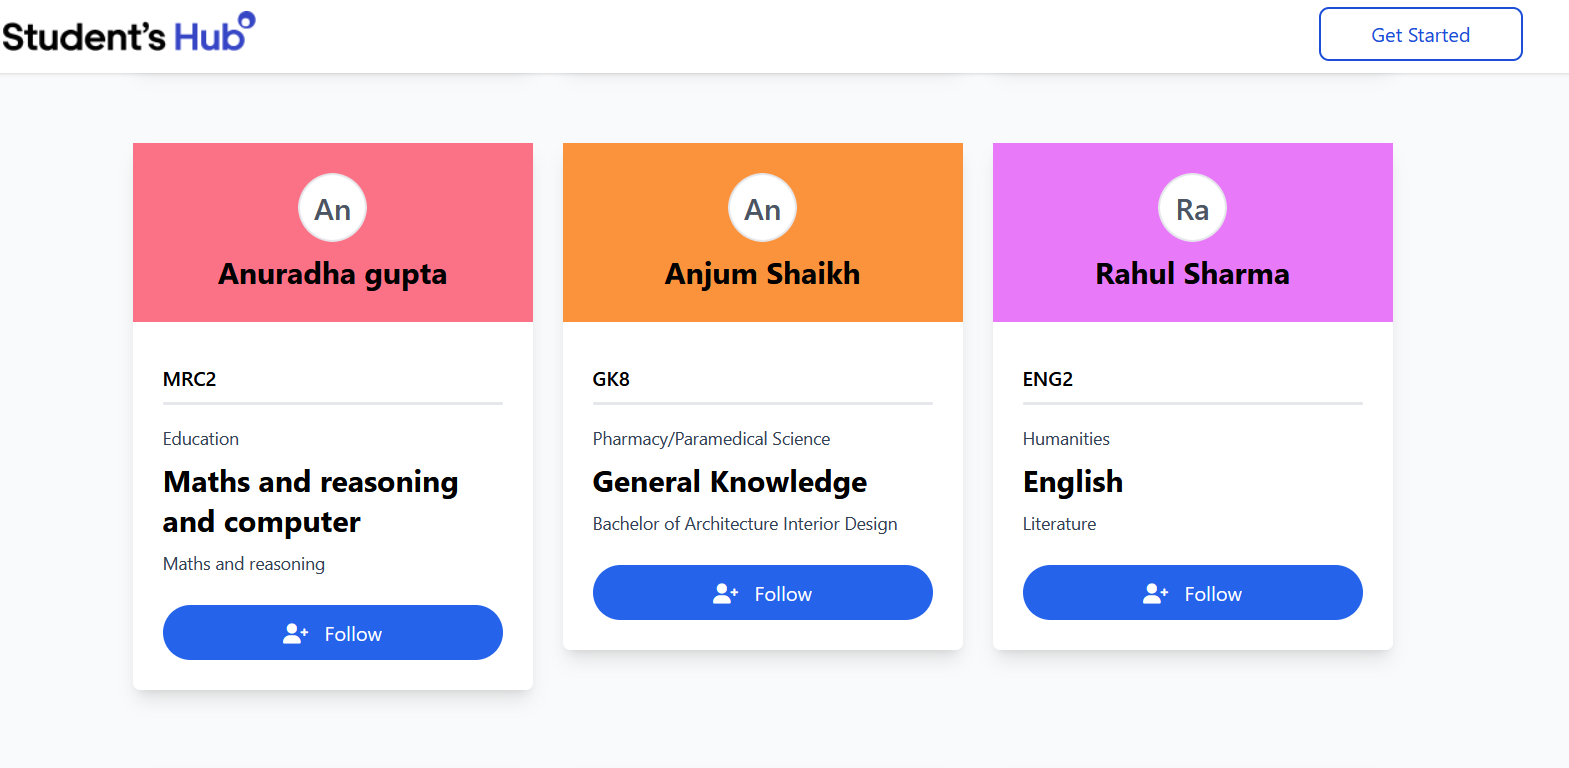 Student's Hub
Get Started
An
Anuradha gupta
MRC2
Education
Maths and reasoning
and computer
Maths and reasoning
Follow
An
Anjum Shaikh
GK8
Pharmacy/Paramedical Science
General Knowledge
Bachelor of Architecture Interior Design
Follow
Ra
Rahul Sharma
ENG2
Humanities
English
Literature
Follow